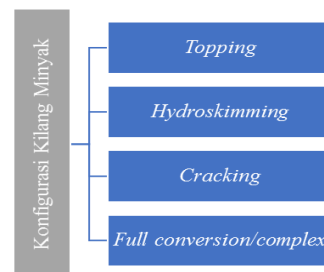 Konfigurasi Kilang Minyak
Topping
Hydroskimming
Cracking
Full conversion/complex